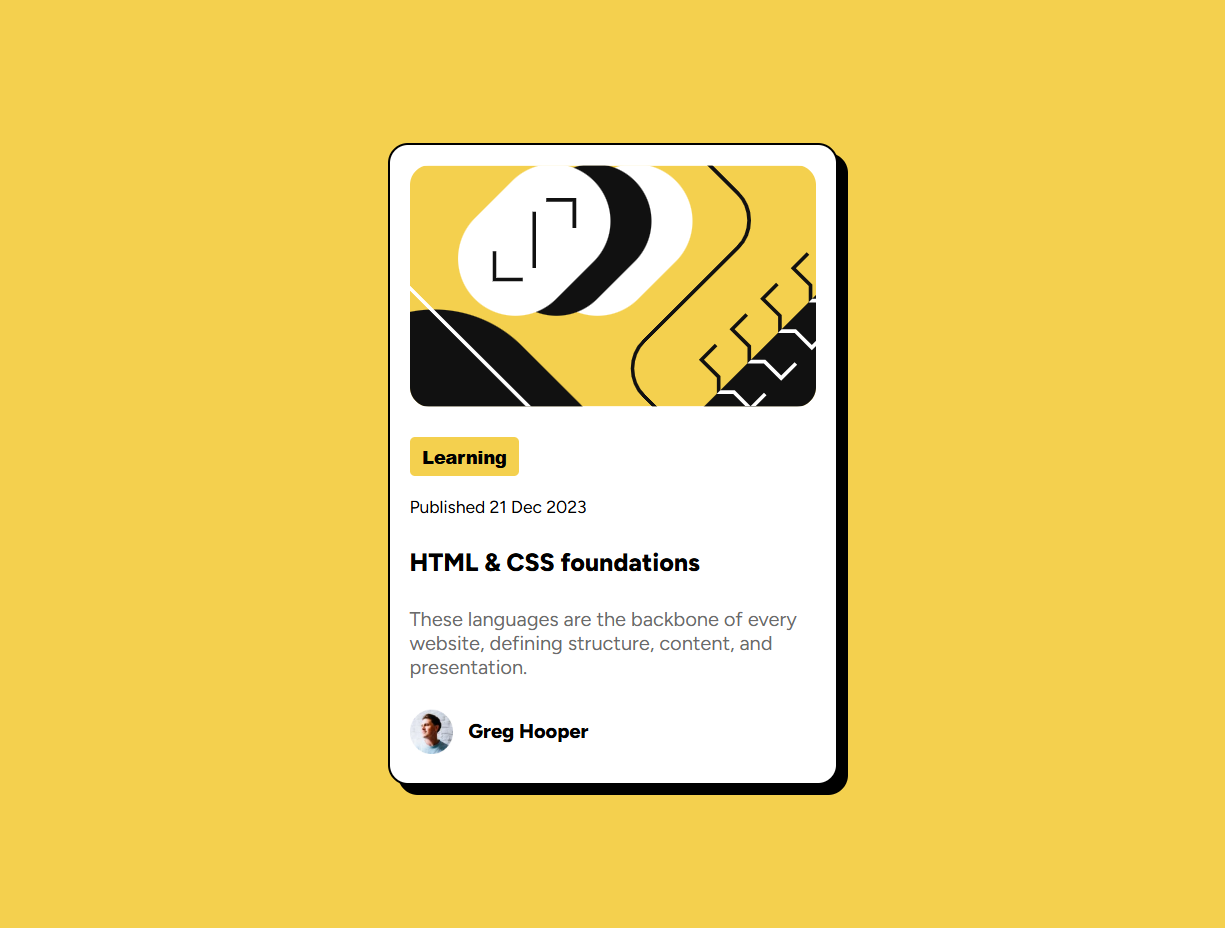 Learning
Published 21 Dec 2023
HTML & CSS foundations
These languages are the backbone of every
website, defining structure, content, and
presentation.
Greg Hooper